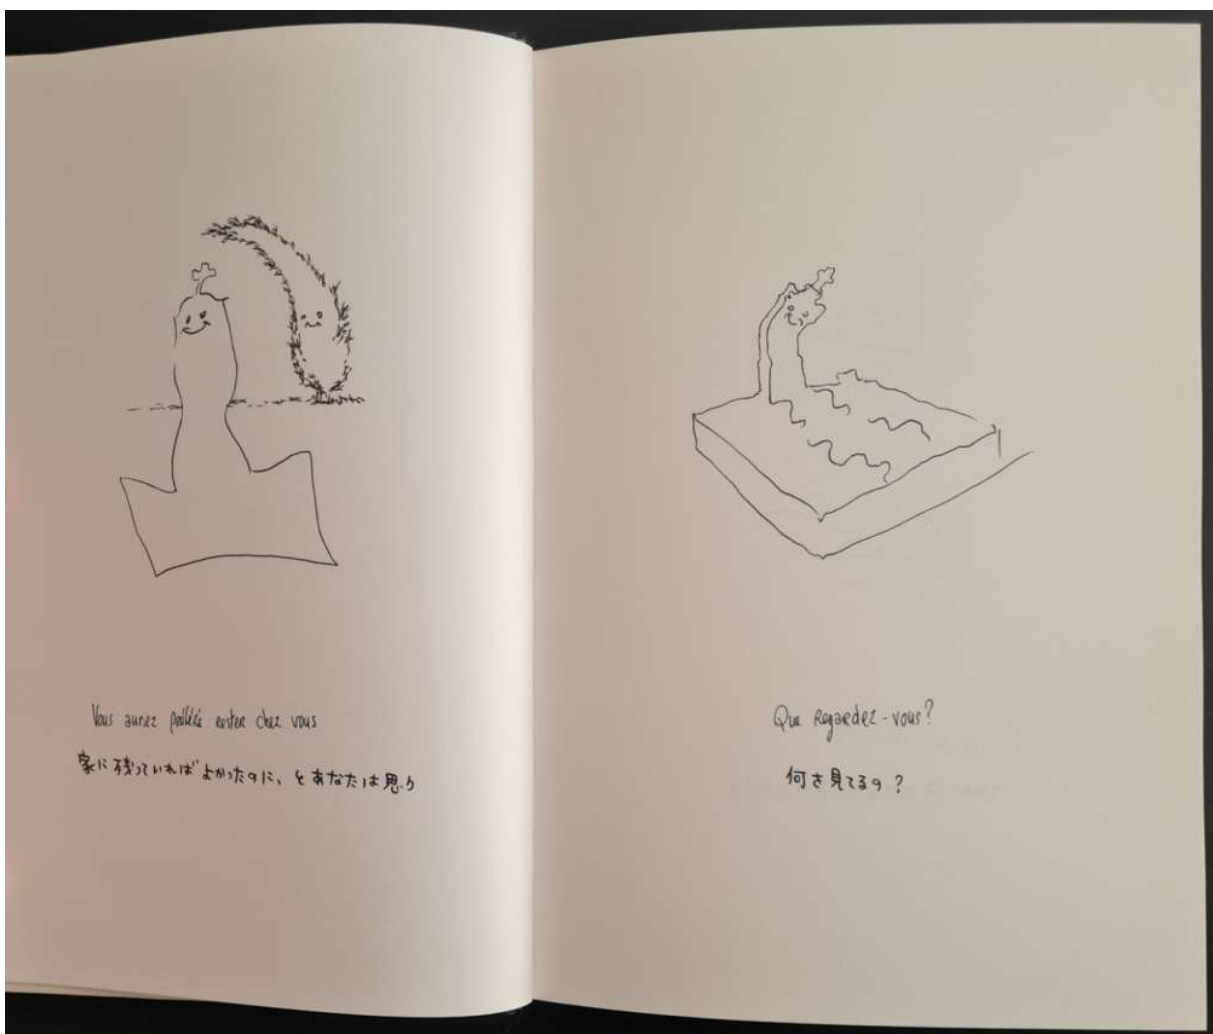 Vous auriez préféré rester chez vous
家に残っていれば よかったのに、とあなたは思う
Que regardez-vous?
何を見てるの？